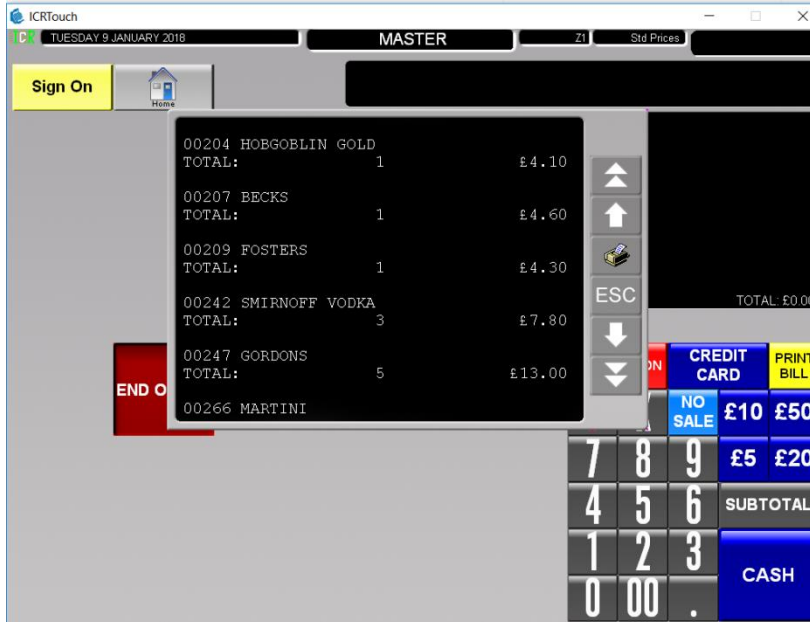 ICRTouch
ICR TUESDAY 9 JANUARY 2018 MASTER Z1 Std Prices
Sign On
Home
00204 HOBGOBLIN GOLD
TOTAL: 1 £4.10
00207 BECKS
TOTAL: 1 £4.60
00209 FOSTERS
TOTAL: 1 £4.30
00242 SMIRNOFF VODKA
TOTAL: 3 £7.80
00247 GORDONS
TOTAL: 5 £13.00
00266 MARTINI
ESC
TOTAL: £0.00
END O
ON CREDIT CARD PRINT BILL
NO SALE £10 £50
7 8 9 £5 £20
4 5 6 SUBTOTAL
1 2 3
CASH
0 00 .